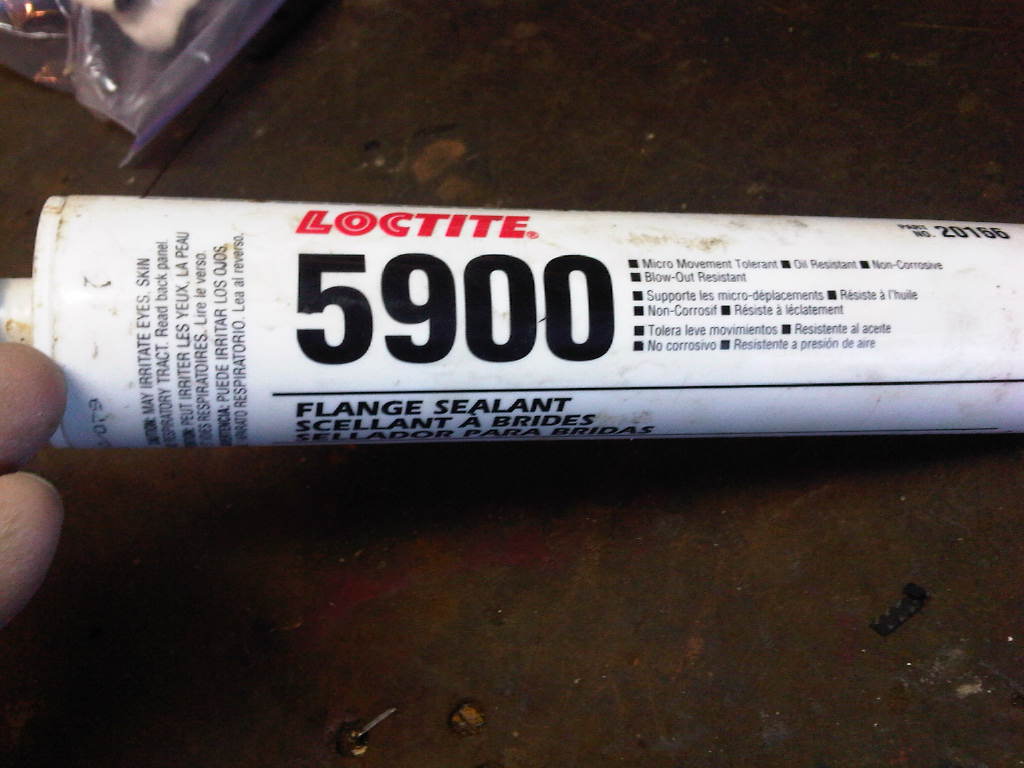 LOCTITE®
5900
PART NO. 20166
■ Micro Movement Tolerant ■ Oil Resistant ■ Non-Corrosive
■ Blow-Out Resistant
■ Supporte les micro-déplacements ■ Résiste à l'huile
■ Non-Corrosif ■ Résiste à léclatement
■ Tolera leve movimientos ■ Resistente al aceite
■ No corrosivo ■ Resistente a presión de aire
FLANGE SEALANT
SCELLANT À BRIDES
SELLADOR PARA BRIDAS
MAY IRRITATE EYES, SKIN
RESPIRATORY TRACT. Read back panel.
PEUT IRRITER LES YEUX, LA PEAU
RESPIRATOIRES. Lire le verso.
PUEDE IRRITAR LOS OJOS,
RESPIRATORIO. Lea al reverso.
2
079